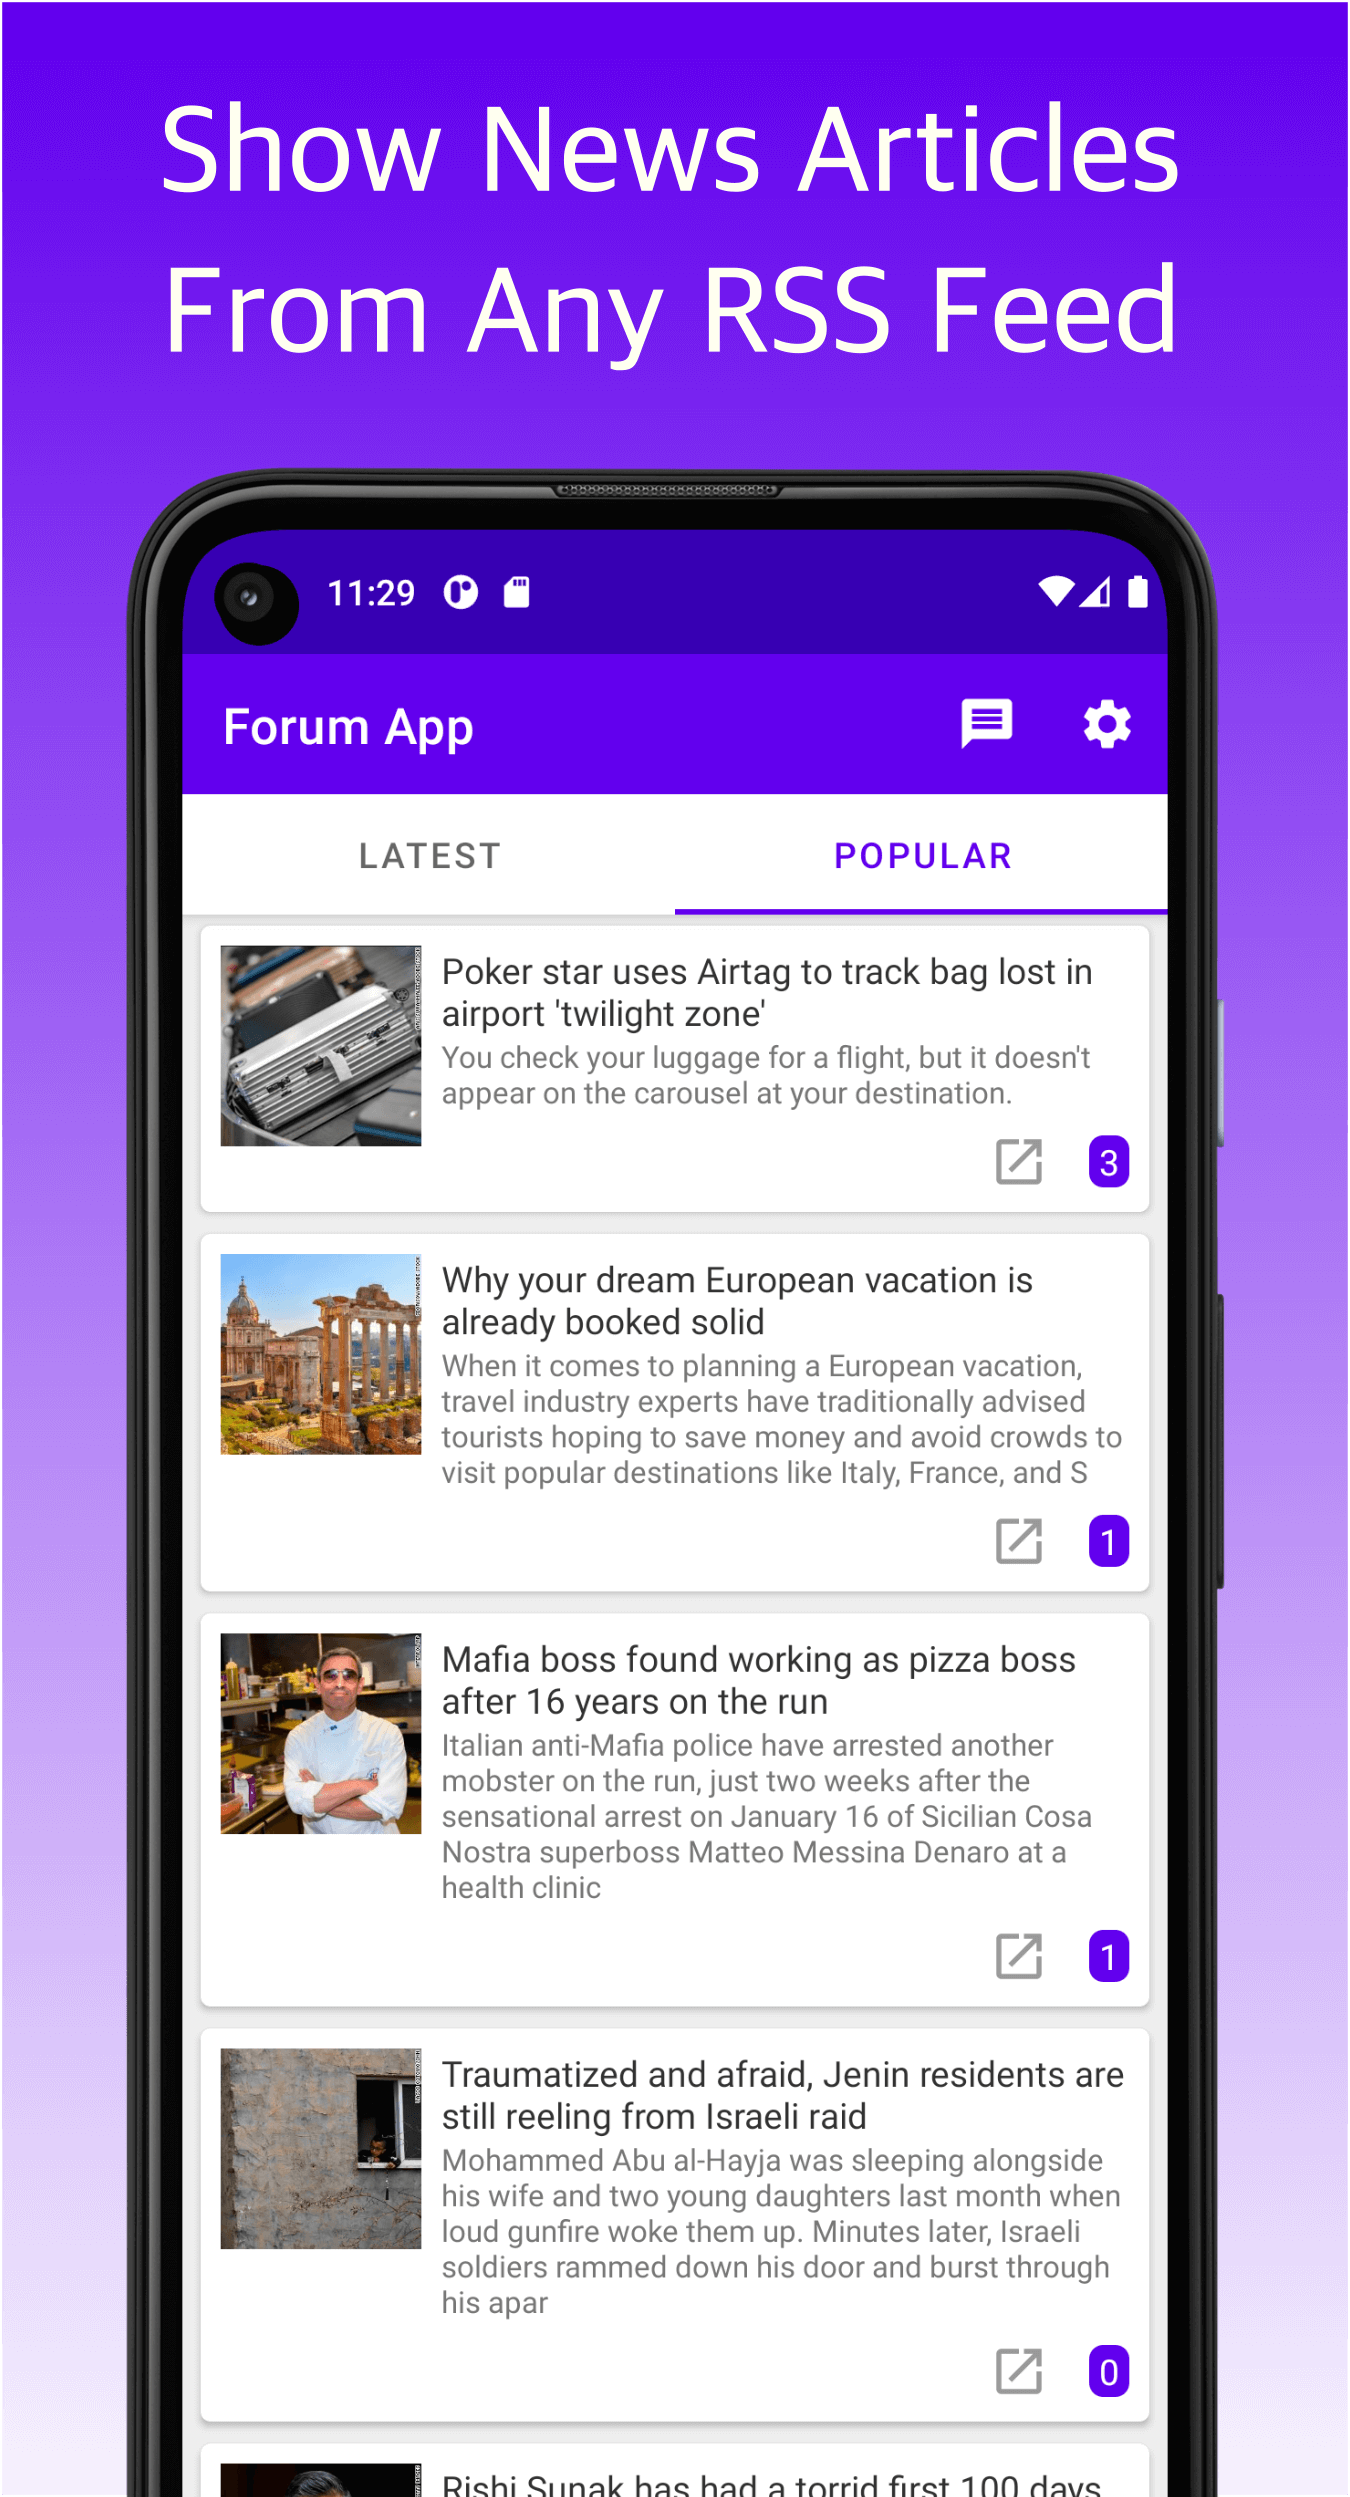 Show News Articles
From Any RSS Feed
11:29
Forum App
LATEST
POPULAR
Poker star uses Airtag to track bag lost in
airport 'twilight zone'
You check your luggage for a flight, but it doesn't
appear on the carousel at your destination.
3
Why your dream European vacation is
already booked solid
When it comes to planning a European vacation,
travel industry experts have traditionally advised
tourists hoping to save money and avoid crowds to
visit popular destinations like Italy, France, and S
1
Mafia boss found working as pizza boss
after 16 years on the run
Italian anti-Mafia police have arrested another
mobster on the run, just two weeks after the
sensational arrest on January 16 of Sicilian Cosa
Nostra superboss Matteo Messina Denaro at a
health clinic
1
Traumatized and afraid, Jenin residents are
still reeling from Israeli raid
Mohammed Abu al-Hayja was sleeping alongside
his wife and two young daughters last month when
loud gunfire woke them up. Minutes later, Israeli
soldiers rammed down his door and burst through
his apar
0
Rishi Sunak has had a torrid first 100 days